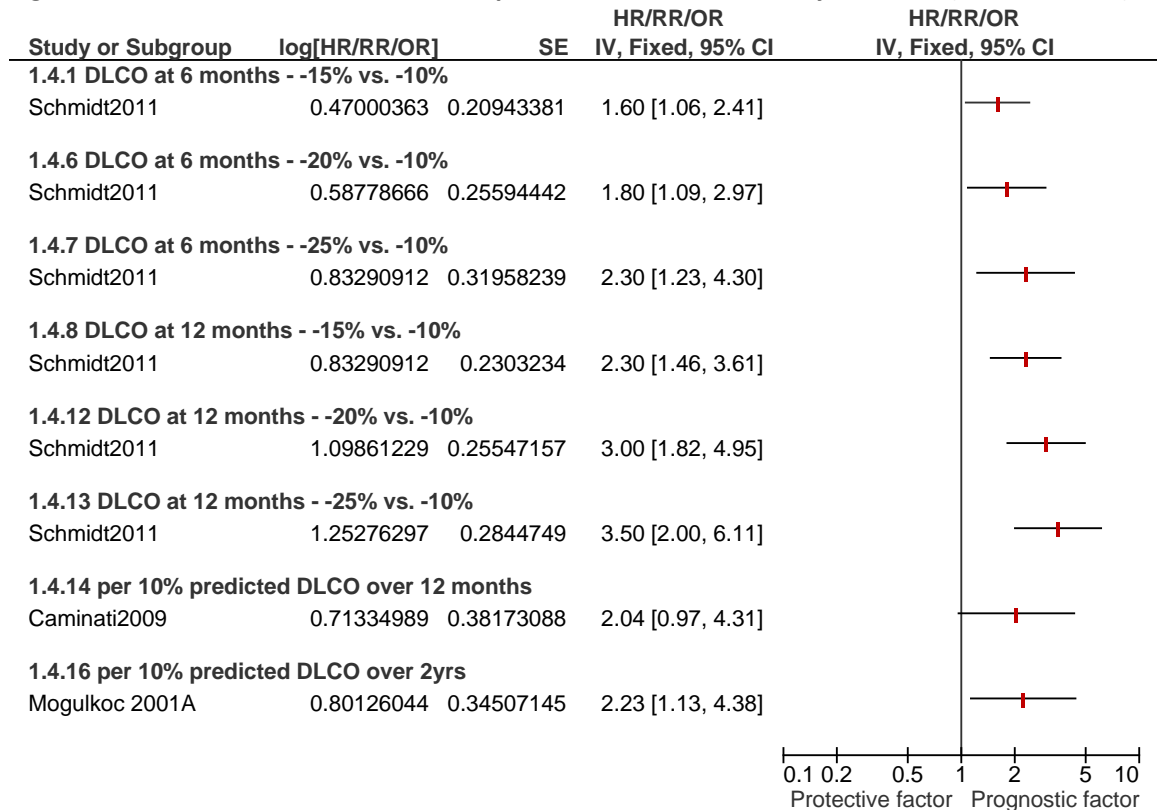 HR/RR/OR HR/RR/OR
Study or Subgroup log[HR/RR/OR] SE IV, Fixed, 95% CI IV, Fixed, 95% CI
1.4.1 DLCO at 6 months - -15% vs. -10%
Schmidt2011 0.47000363 0.20943381 1.60 [1.06, 2.41]
1.4.6 DLCO at 6 months - -20% vs. -10%
Schmidt2011 0.58778666 0.25594442 1.80 [1.09, 2.97]
1.4.7 DLCO at 6 months - -25% vs. -10%
Schmidt2011 0.83290912 0.31958239 2.30 [1.23, 4.30]
1.4.8 DLCO at 12 months - -15% vs. -10%
Schmidt2011 0.83290912 0.2303234 2.30 [1.46, 3.61]
1.4.12 DLCO at 12 months - -20% vs. -10%
Schmidt2011 1.09861229 0.25547157 3.00 [1.82, 4.95]
1.4.13 DLCO at 12 months - -25% vs. -10%
Schmidt2011 1.25276297 0.2844749 3.50 [2.00, 6.11]
1.4.14 per 10% predicted DLCO over 12 months
Caminati2009 0.71334989 0.38173088 2.04 [0.97, 4.31]
1.4.16 per 10% predicted DLCO over 2yrs
Mogulkoc 2001A 0.80126044 0.34507145 2.23 [1.13, 4.38]
0.1 0.2 0.5 1 2 5 10
Protective factor Prognostic factor